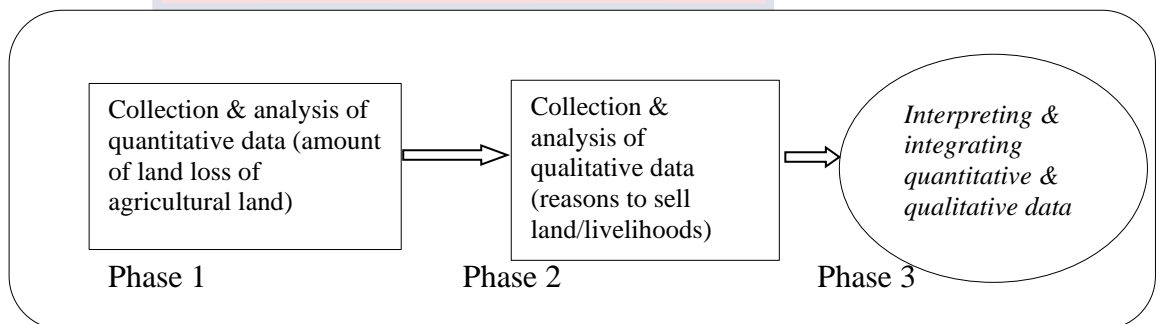 Collection & analysis of
quantitative data (amount
of land loss of
agricultural land)
Phase 1
Collection &
analysis of
qualitative data
(reasons to sell
land/livelihoods)
Phase 2
Interpreting &
integrating
quantitative &
qualitative data
Phase 3